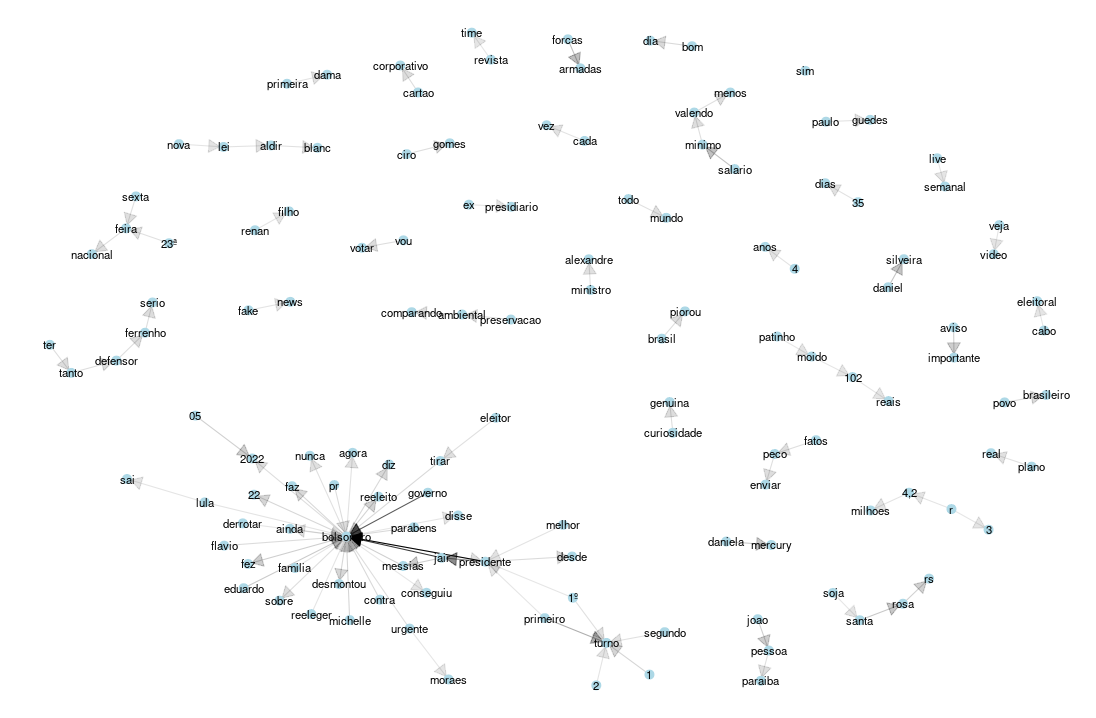 time
forcas
dia
bom
revista
corporativo
armadas
sim
primeira
dama
cartao
menos
valendo
paulo
guedes
vez
cada
nova
lei
aldir
blanc
ciro
gomes
minimo
salario
live
semanal
sexta
dias
35
feira
23ª
nacional
renan
filho
ex
presidiario
todo
mundo
votar
vou
veja
video
anos
4
alexandre
ministro
silveira
daniel
serio
fake
news
comparando
ambiental
preservacao
piorou
brasil
eleitoral
cabo
ter
tanto
defensor
ferrenho
patinho
moido
102
reais
aviso
importante
povo
brasileiro
genuina
curiosidade
05
eleitor
peco
fatos
enviar
real
plano
2022
nunca
agora
diz
tirar
sai
lula
22
faz
pr
reeleito
governo
4,2
milhoes
r
3
derrotar
ainda
bolsonaro
parabens
disse
melhor
flavio
fez
familia
messias
jair
presidente
desde
daniela
mercury
eduardo
sobre
desmontou
conseguiu
contra
1º
reeleger
michelle
urgente
primeiro
turno
segundo
soja
santa
rosa
rs
joao
pessoa
paraiba
moraes
2
1